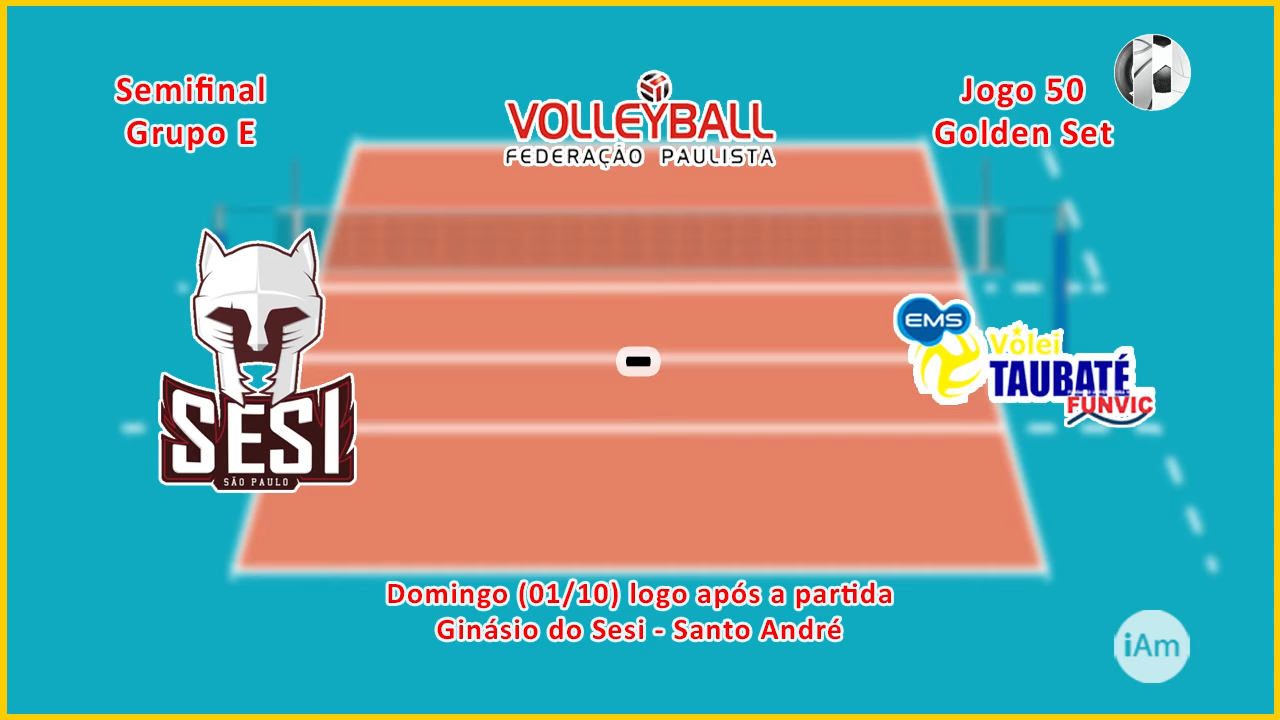 Semifinal
Grupo E
VOLLEYBALL
FEDERAÇÃO PAULISTA
Jogo 50
Golden Set
SESI
SÃO PAULO
-
EMS
Vôlei
TAUBATÉ
FUNVIC
Domingo (01/10) logo após a partida
Ginásio do Sesi - Santo André
iAm